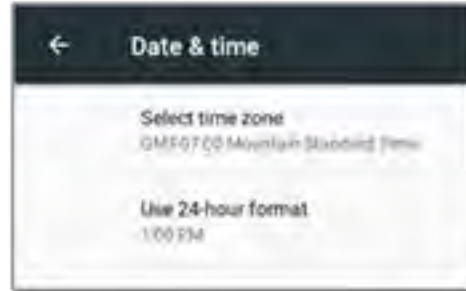 Date & time
Select time zone
GMT-07:00 Mountain Standard Time
Use 24-hour format
1:00 PM